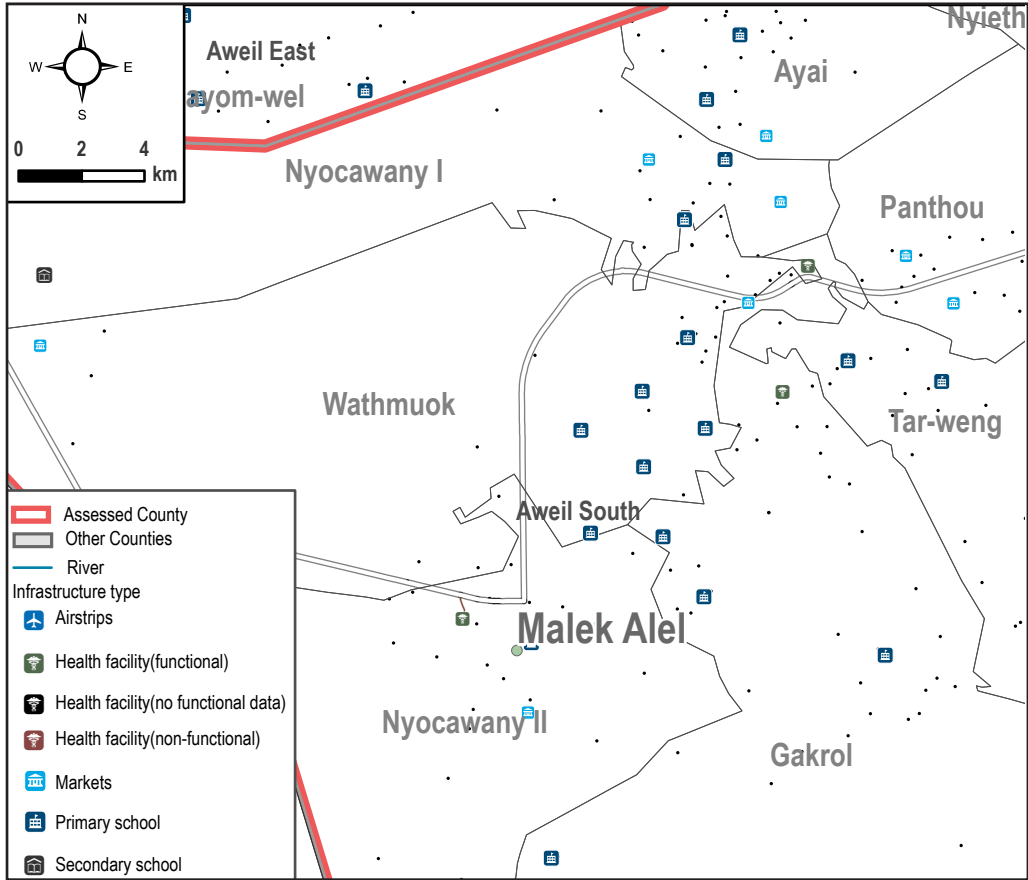 N
W E
S
0 2 4
km
Aweil East
ayom-wel
Nyieth
Ayai
Nyocawany I
Panthou
Wathmuok
Tar-weng
Aweil South
Malek Alel
Nyocawany II
Gakrol
Assessed County
Other Counties
River
Infrastructure type
Airstrips
Health facility(functional)
Health facility(no functional data)
Health facility(non-functional)
Markets
Primary school
Secondary school